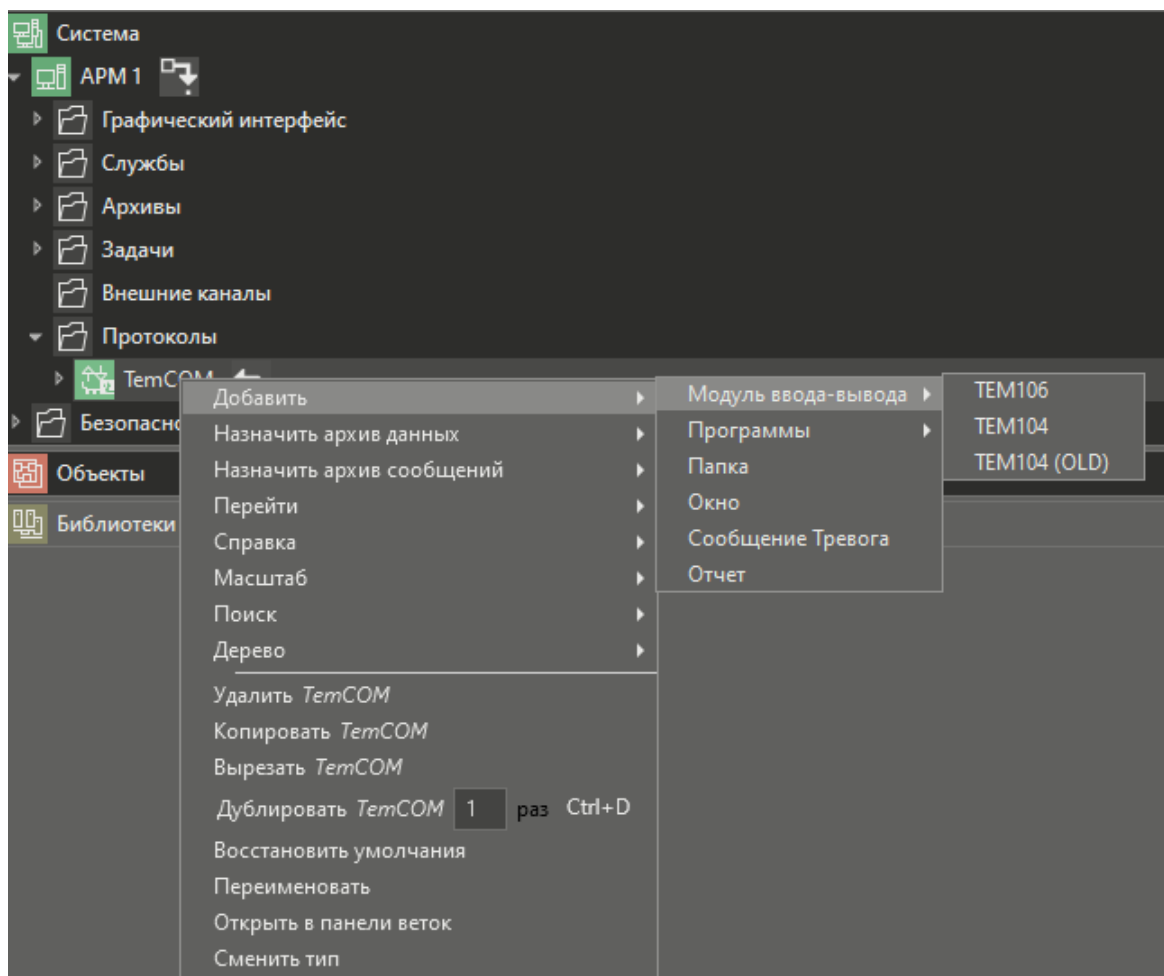 Система
АРМ 1
Графический интерфейс
Службы
Архивы
Задачи
Внешние каналы
Протоколы
TemCOM
Безопасно
Объекты
Библиотеки
Добавить
Назначить архив данных
Назначить архив сообщений
Перейти
Справка
Масштаб
Поиск
Дерево
Удалить TemCOM
Копировать TemCOM
Вырезать TemCOM
Дублировать TemCOM 1 раз Ctrl+D
Восстановить умолчания
Переименовать
Открыть в панели веток
Сменить тип
Модуль ввода-вывода
Программы
Папка
Окно
Сообщение Тревога
Отчет
TEM106
TEM104
TEM104 (OLD)